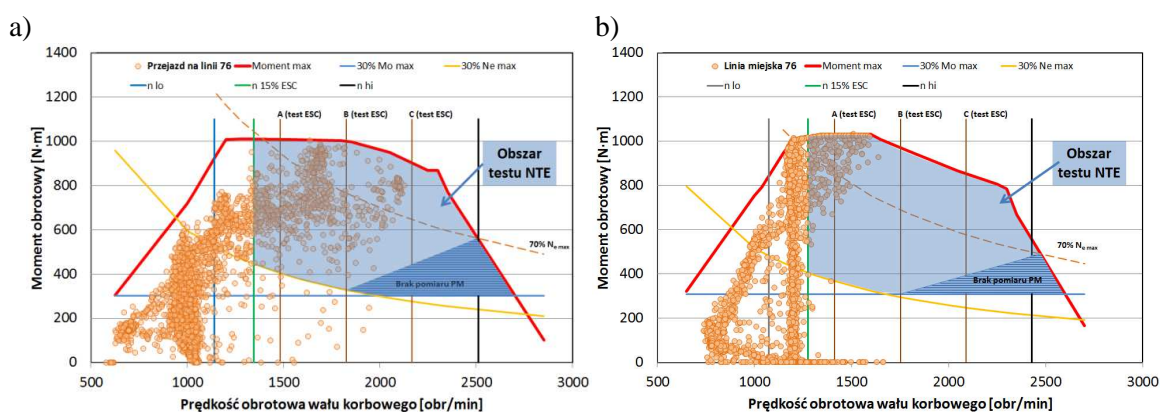 a)
1400
1200
1000
800
600
400
200
0
Moment obrotowy [N·m]
Przejazd na linii 76
Moment max
30% Mo max
30% Ne max
n lo
n 15% ESC
n hi
A (test ESC)
B (test ESC)
C (test ESC)
Obszar
testu NTE
70% Ne max
Brak pomiaru PM
500 1000 1500 2000 2500 3000
Prędkość obrotowa wału korbowego [obr/min]
b)
1400
1200
1000
800
600
400
200
0
Moment obrotowy [N·m]
Linia miejska 76
Moment max
30% Mo max
30% Ne max
n lo
n 15% ESC
n hi
A (test ESC)
B (test ESC)
C (test ESC)
Obszar
testu NTE
70% Ne max
Brak pomiaru PM
500 1000 1500 2000 2500 3000
Prędkość obrotowa wału korbowego [obr/min]